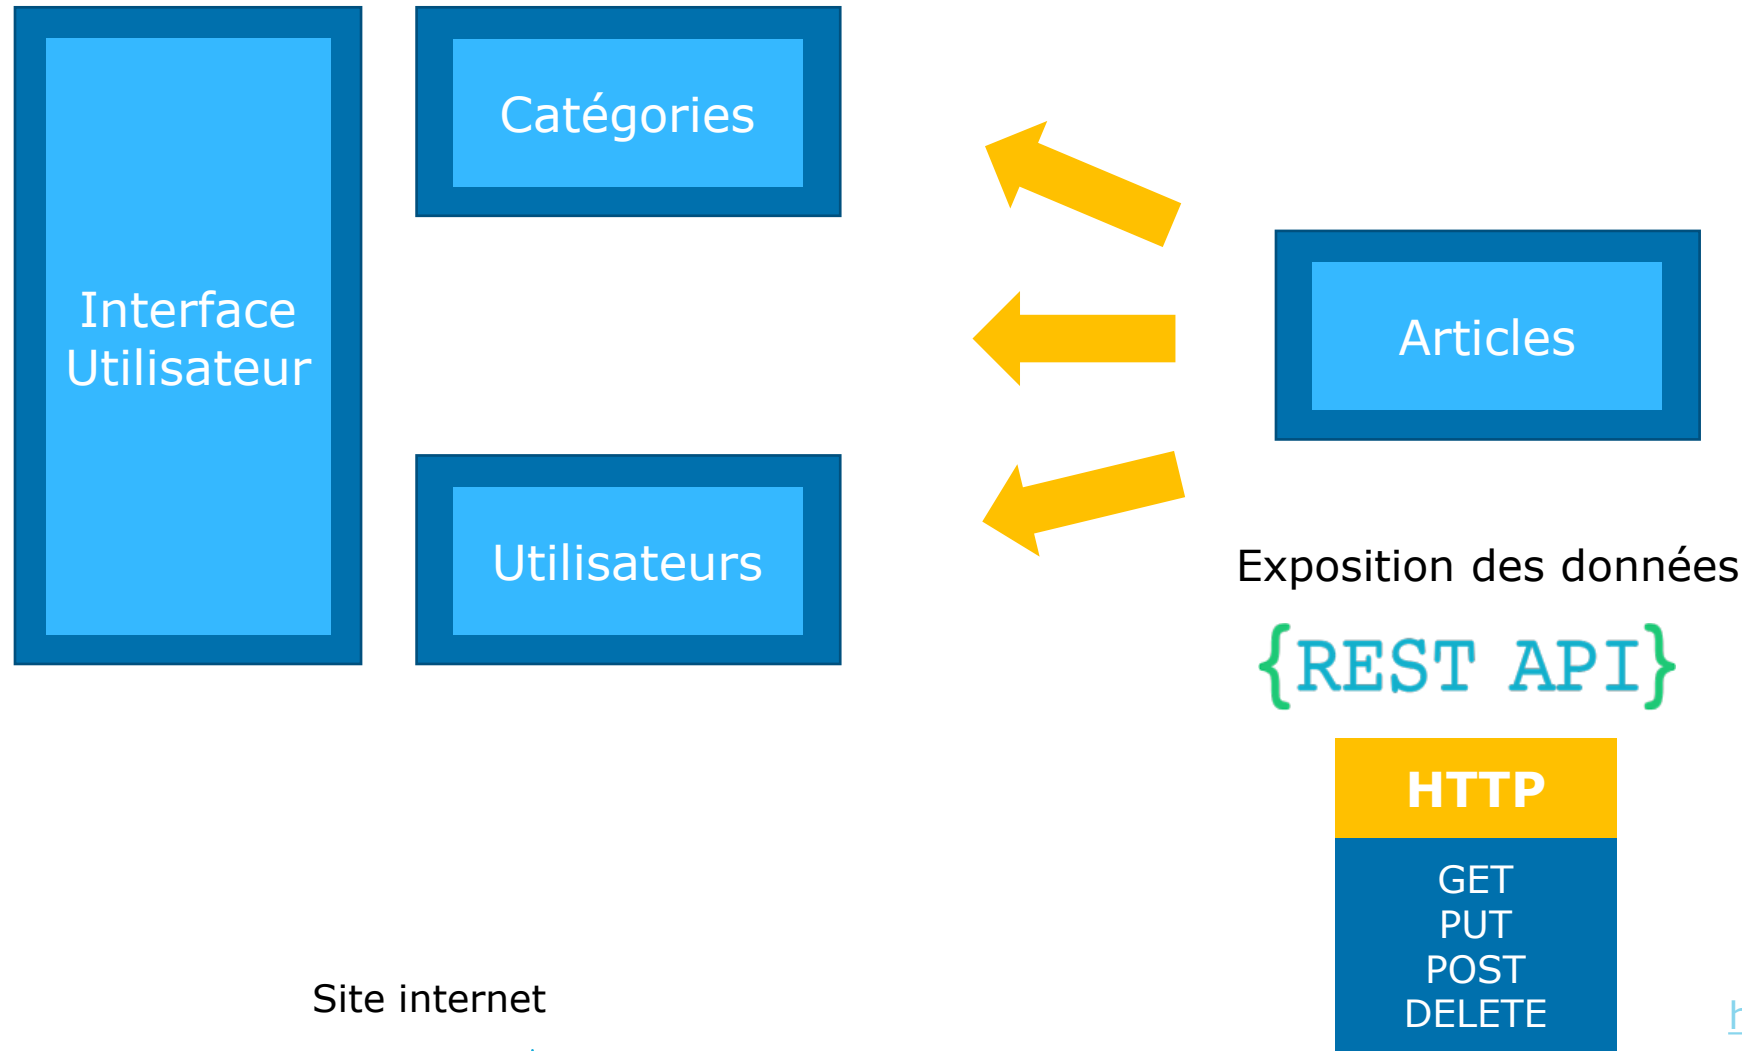 Catégories
Interface
Utilisateur
Articles
Utilisateurs
Exposition des données
{REST API}
HTTP
GET
PUT
POST
DELETE
Site internet